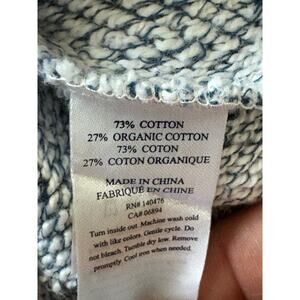 73% COTTON
27% ORGANIC COTTON
73% COTON
27% COTON ORGANIQUE
MADE IN CHINA
FABRIQUÉ EN CHINE
RN# 140476
CA# 06894
Turn inside out. Machine wash cold
with like colors. Gentle cycle. Do
not bleach. Tumble dry low. Remove
promptly. Cool iron when needed.